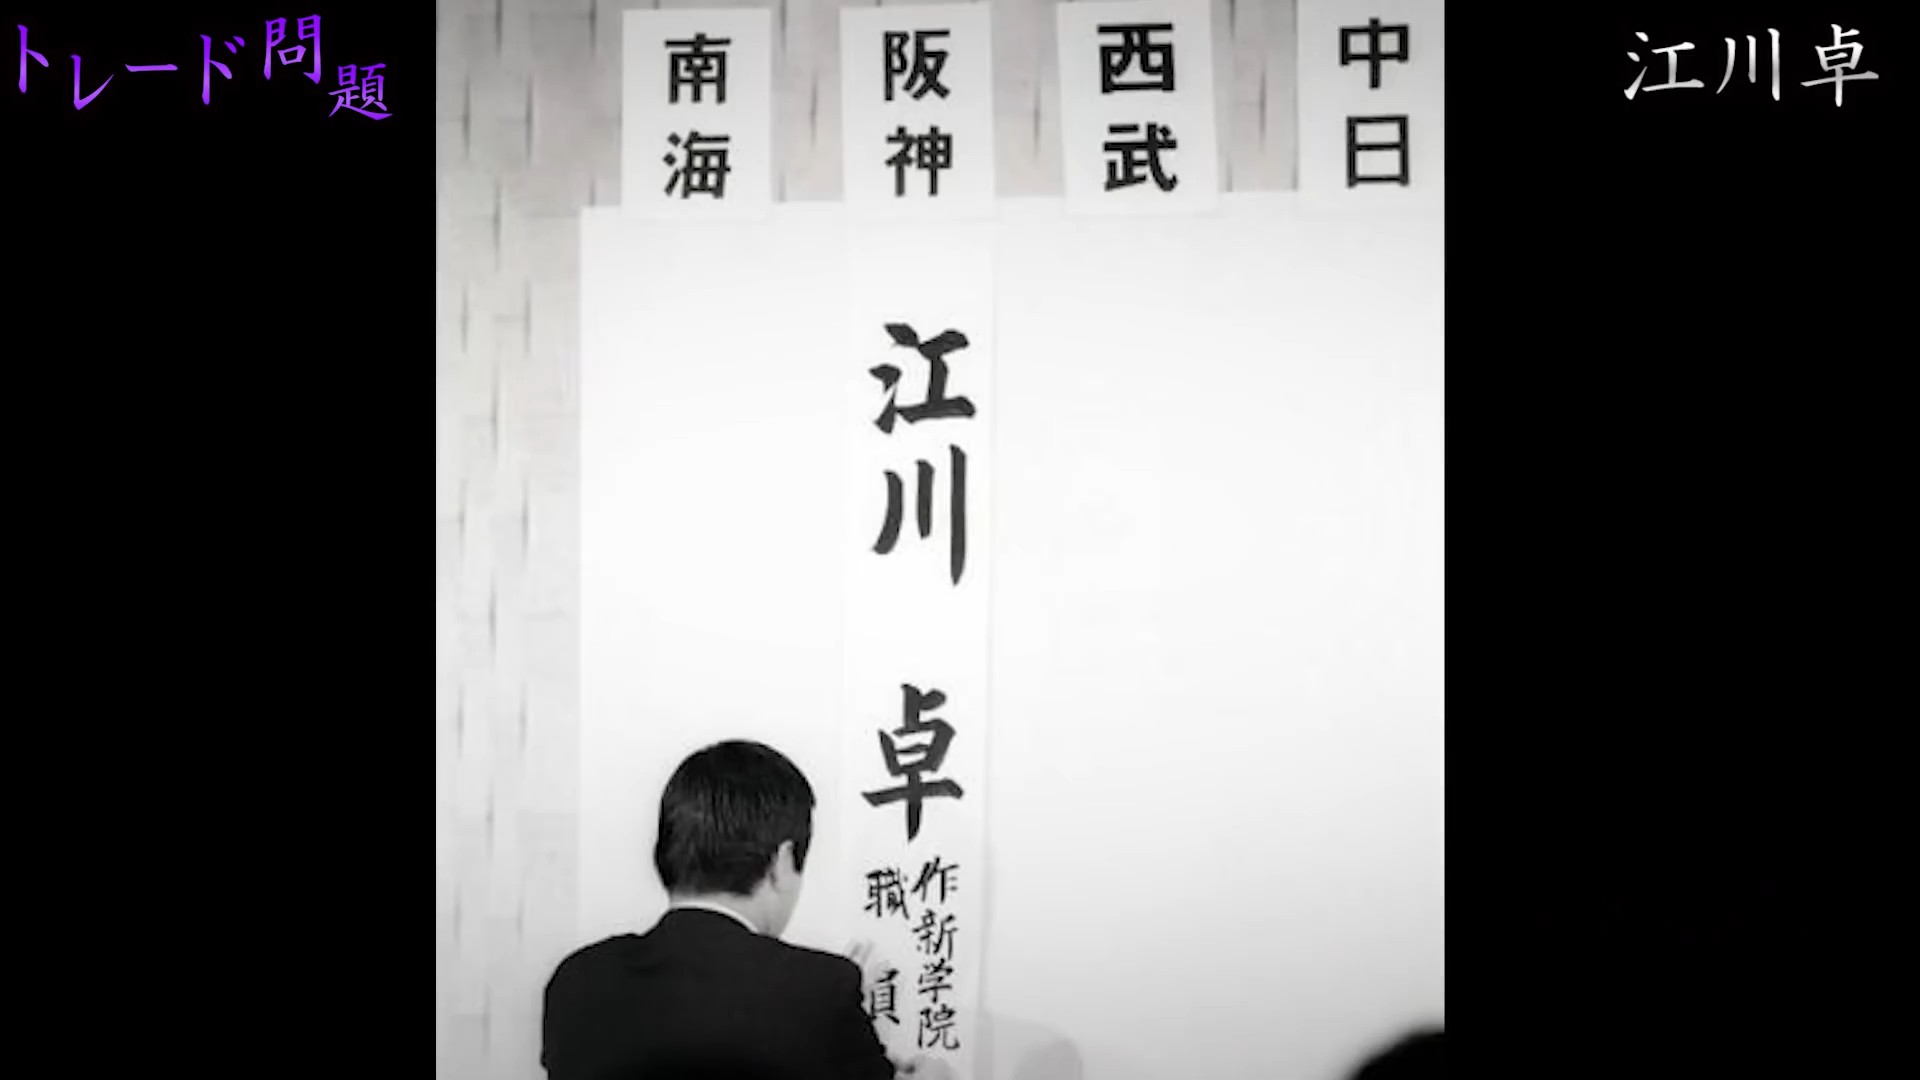 トレード問題
江川卓
南海
阪神
西武
中日
江川 卓
作新学院
職員